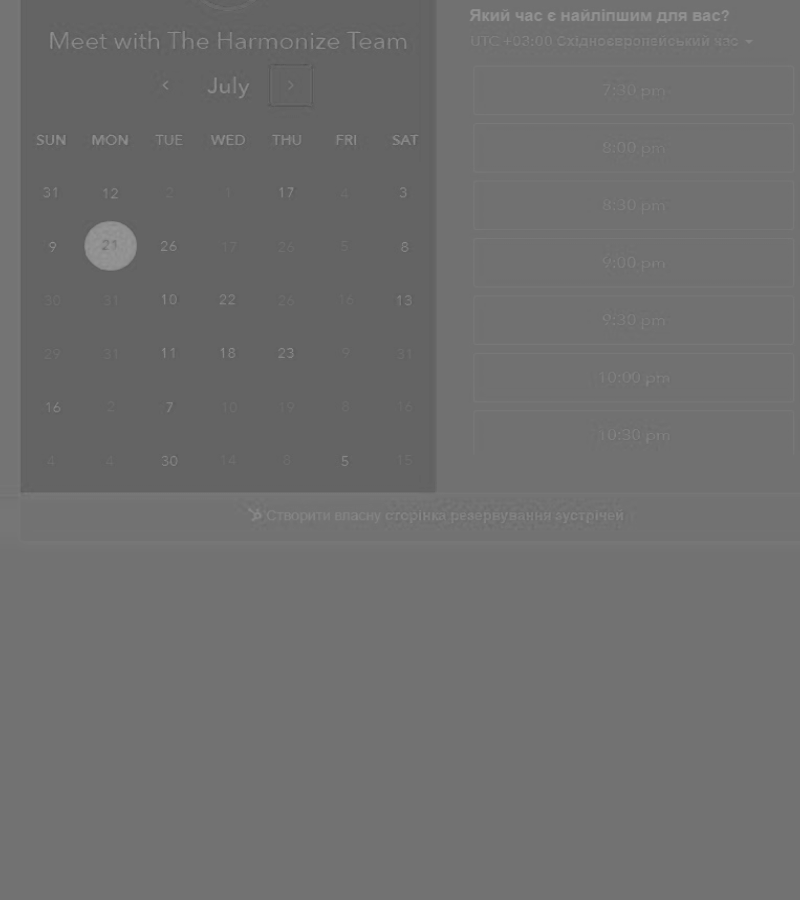 Meet with The Harmonize Team
July
SUN MON TUE WED THU FRI SAT
31 12 2 1 17 4 3
9 21 26 17 26 5 8
30 31 10 22 26 16 13
29 31 11 18 23 9 31
16 2 7 10 19 8 16
4 4 30 14 8 5 15
Який час є найліпшим для вас?
UTC +03:00 Східноєвропейський час
7:30 pm
8:00 pm
8:30 pm
9:00 pm
9:30 pm
10:00 pm
10:30 pm
Створити власну сторінка резервування зустрічей